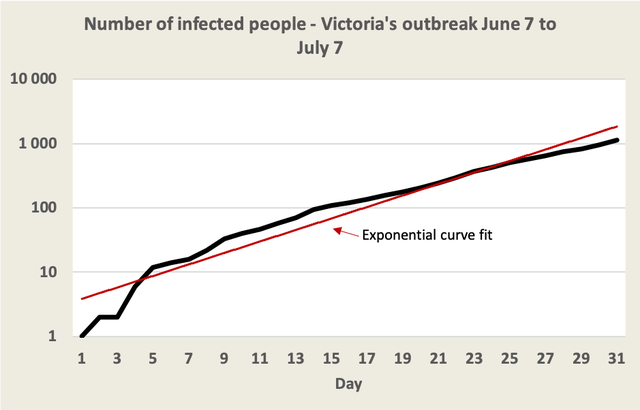 Number of infected people - Victoria's outbreak June 7 to
July 7
10 000
1 000
100
10
1
Exponential curve fit
1 3 5 7 9 11 13 15 17 19 21 23 25 27 29 31
Day